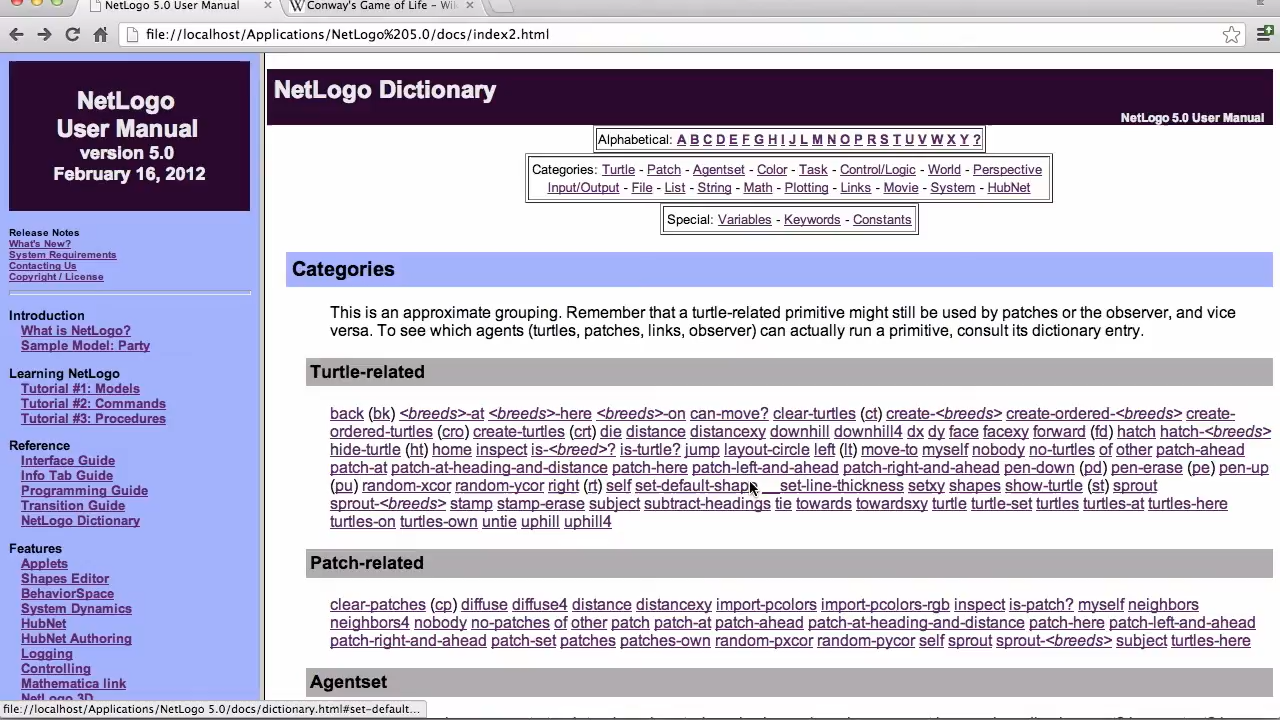 NetLogo 5.0 User Manual
Conway's Game of Life – Wik
file://localhost/Applications/NetLogo%205.0/docs/index2.html
NetLogo
User Manual
version 5.0
February 16, 2012
Release Notes
What's New?
System Requirements
Contacting Us
Copyright / License
Introduction
What is NetLogo?
Sample Model: Party
Learning NetLogo
Tutorial #1: Models
Tutorial #2: Commands
Tutorial #3: Procedures
Reference
Interface Guide
Info Tab Guide
Programming Guide
Transition Guide
NetLogo Dictionary
Features
Applets
Shapes Editor
BehaviorSpace
System Dynamics
HubNet
HubNet Authoring
Logging
Controlling
Mathematica link
NetLogo 3D
NetLogo Dictionary
NetLogo 5.0 User Manual
Alphabetical: A B C D E F G H I J L M N O P R S T U V W X Y ?
Categories: Turtle - Patch - Agentset - Color - Task - Control/Logic - World - Perspective
Input/Output - File - List - String - Math - Plotting - Links - Movie - System - HubNet
Special: Variables - Keywords - Constants
Categories
This is an approximate grouping. Remember that a turtle-related primitive might still be used by patches or the observer, and vice
versa. To see which agents (turtles, patches, links, observer) can actually run a primitive, consult its dictionary entry.
Turtle-related
back (bk) <breeds>-at <breeds>-here <breeds>-on can-move? clear-turtles (ct) create-<breeds> create-ordered-<breeds> create-
ordered-turtles (cro) create-turtles (crt) die distance distancexy downhill downhill4 dx dy face facexy forward (fd) hatch hatch-<breeds>
hide-turtle (ht) home inspect is-<breed>? is-turtle? jump layout-circle left (lt) move-to myself nobody no-turtles of other patch-ahead
patch-at patch-at-heading-and-distance patch-here patch-left-and-ahead patch-right-and-ahead pen-down (pd) pen-erase (pe) pen-up
(pu) random-xcor random-ycor right (rt) self set-default-shape __set-line-thickness setxy shapes show-turtle (st) sprout
sprout-<breeds> stamp stamp-erase subject subtract-headings tie towards towardsxy turtle turtle-set turtles turtles-at turtles-here
turtles-on turtles-own untie uphill uphill4
Patch-related
clear-patches (cp) diffuse diffuse4 distance distancexy import-pcolors import-pcolors-rgb inspect is-patch? myself neighbors
neighbors4 nobody no-patches of other patch patch-at patch-ahead patch-at-heading-and-distance patch-here patch-left-and-ahead
patch-right-and-ahead patch-set patches patches-own random-pxcor random-pycor self sprout sprout-<breeds> subject turtles-here
Agentset
file://localhost/Applications/NetLogo 5.0/docs/dictionary.html#set-default...